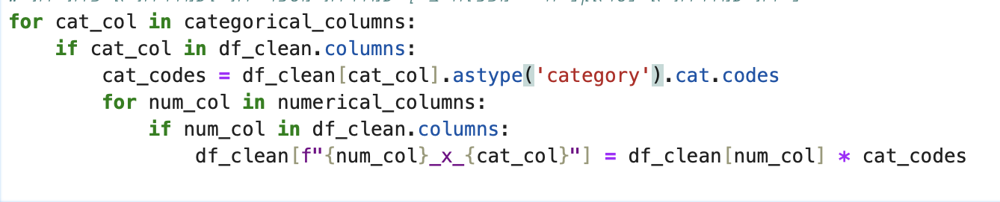 for cat_col in categorical_columns:
    if cat_col in df_clean.columns:
        cat_codes = df_clean[cat_col].astype('category').cat.codes
        for num_col in numerical_columns:
            if num_col in df_clean.columns:
                df_clean[f"{num_col}_x_{cat_col}"] = df_clean[num_col] * cat_codes